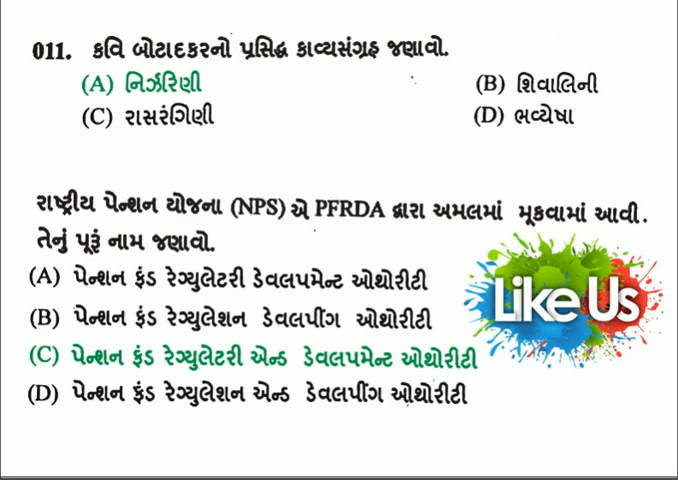 011. કવિ બોટાદકરનો પ્રસિદ્ધ કાવ્યસંગ્રહ જણાવો.
(A) નિર્ઝરિણી (B) શિવાલિની
(C) રાસરંગિણી (D) ભવ્યેષા
રાષ્ટ્રીય પેન્શન યોજના (NPS) એ PFRDA દ્વારા અમલમાં મૂકવામાં આવી.
તેનું પૂરૂં નામ જણાવો.
(A) પેન્શન ફંડ રેગ્યુલેટરી ડેવલપમેન્ટ ઓથોરીટી
(B) પેન્શન ફંડ રેગ્યુલેશન ડેવલપીંગ ઓથોરીટી
(C) પેન્શન ફંડ રેગ્યુલેટરી એન્ડ ડેવલપમેન્ટ ઓથોરીટી
(D) પેન્શન ફંડ રેગ્યુલેશન એન્ડ ડેવલપીંગ ઓથોરીટી
Like Us